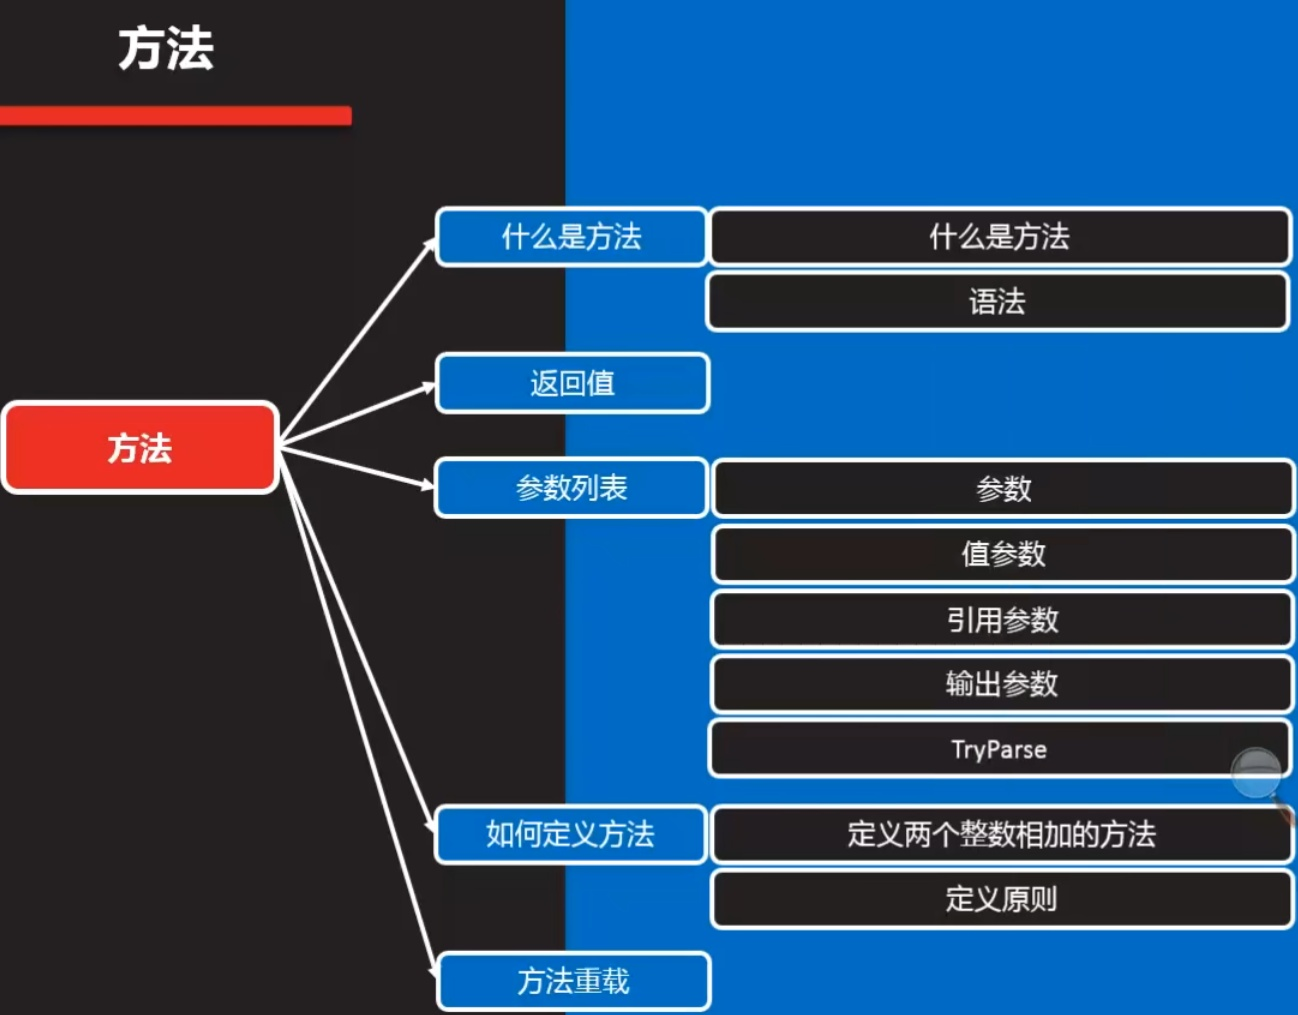 方法
什么是方法
什么是方法
语法
返回值
方法
参数列表
参数
值参数
引用参数
输出参数
TryParse
如何定义方法
定义两个整数相加的方法
定义原则
方法重载